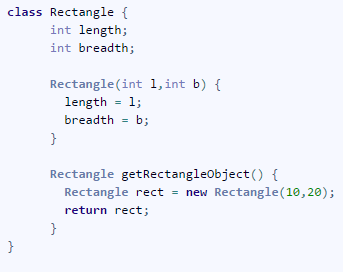 class Rectangle {
int length;
int breadth;
Rectangle(int l,int b) {
length = l;
breadth = b;
}
Rectangle getRectangleObject() {
Rectangle rect = new Rectangle(10,20);
return rect;
}
}